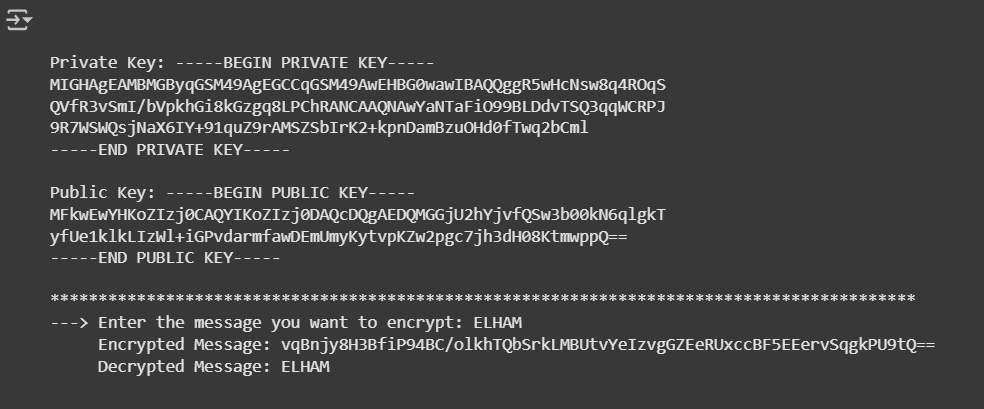 Private Key: -----BEGIN PRIVATE KEY-----
MIGHAgEAMBMGByqGSM49AgEGCCqGSM49AwEHBG0wawIBAQQggR5wHcNsw8q4ROqS
QVfR3vSmI/bVpkhGi8kGzgq8LPChRANCAAQNAwYaNTaFiO99BLDdvTSQ3qqWCRPJ
9R7WSWQsjNaX6IY+91quZ9rAMSZSbIrK2+kpnDamBzuOHd0fTwq2bCml
-----END PRIVATE KEY-----
Public Key: -----BEGIN PUBLIC KEY-----
MFkwEwYHKoZIzj0CAQYIKoZIzj0DAQcDQgAEDQMGGjU2hYjvfQSw3b00kN6qlgkT
yfUe1klkLIzWl+iGPvdarmfawDEmUmyKytvpKZw2pgc7jh3dH08KtmwppQ==
-----END PUBLIC KEY-----
******************************************************************************************
---> Enter the message you want to encrypt: ELHAM
Encrypted Message: vqBnjy8H3BfiP94BC/olkhTQbSrkLMBUtvYeIzvgGZEeRUxccBF5EEervSqgkPU9tQ==
Decrypted Message: ELHAM